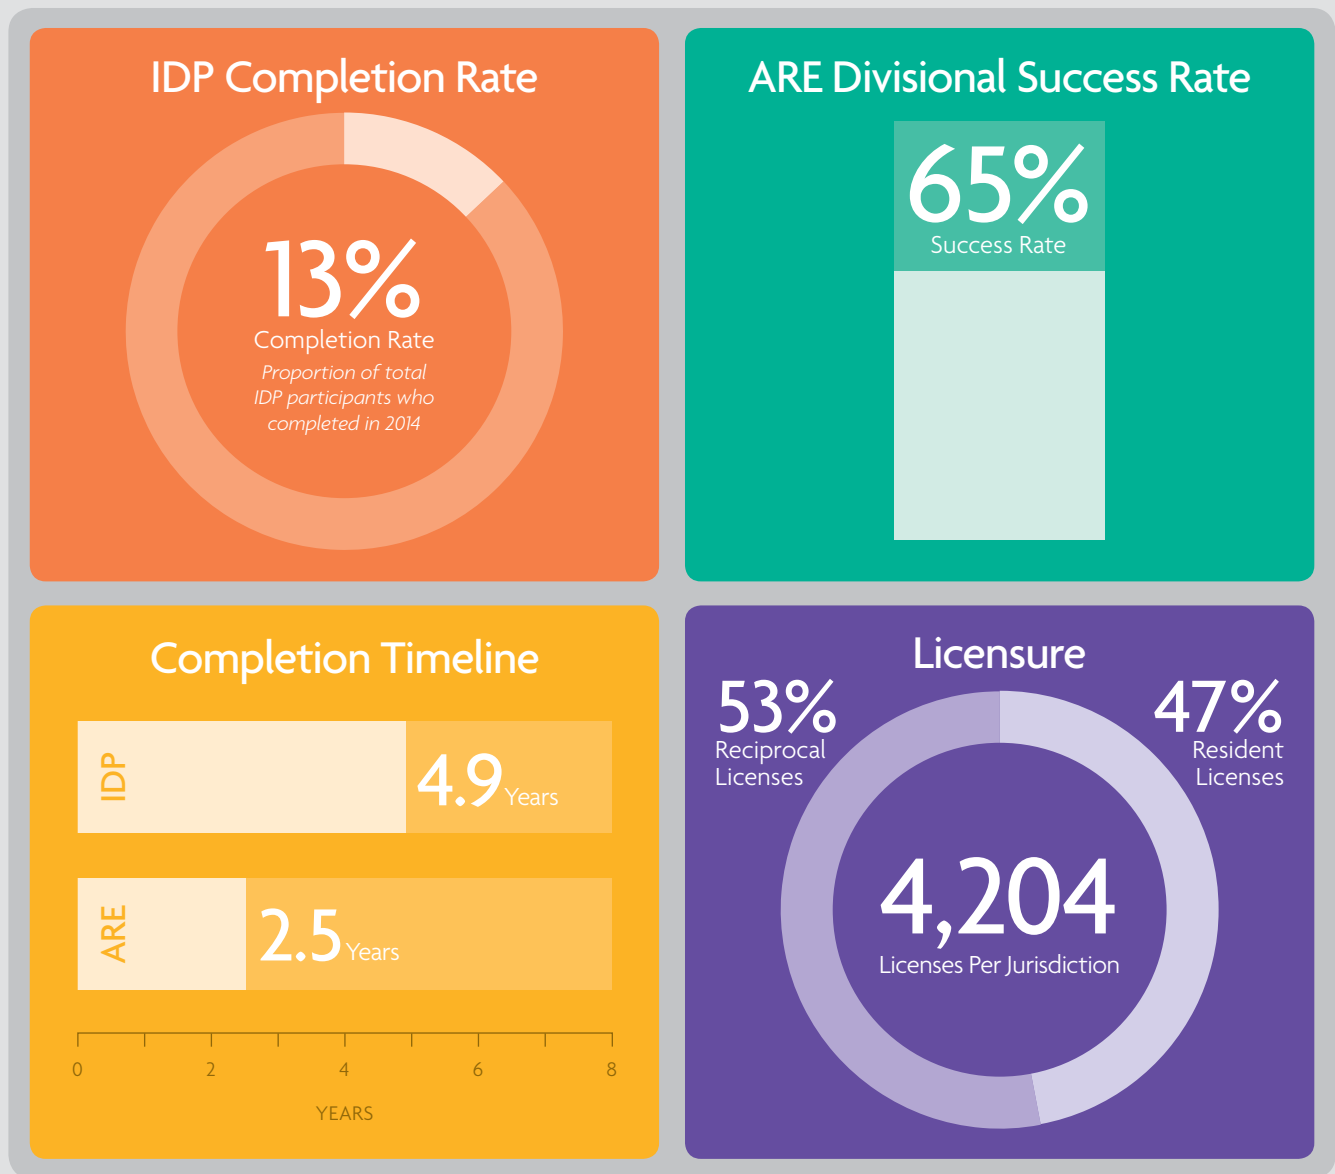 IDP Completion Rate
13%
Completion Rate
Proportion of total
IDP participants who
completed in 2014
ARE Divisional Success Rate
65%
Success Rate
Completion Timeline
IDP
4.9 Years
ARE
2.5 Years
0 2 4 6 8
YEARS
Licensure
53%
Reciprocal
Licenses
47%
Resident
Licenses
4,204
Licenses Per Jurisdiction